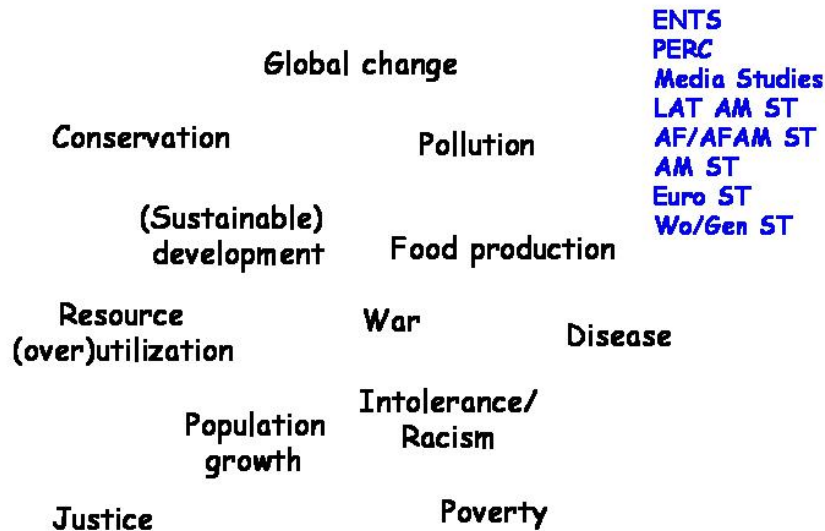 Global change
Conservation
Pollution
(Sustainable)
development
Food production
Resource
(over)utilization
War
Disease
Intolerance/
Racism
Population
growth
Justice
Poverty
ENTS
PERC
Media Studies
LAT AM ST
AF/AFAM ST
AM ST
Euro ST
Wo/Gen ST